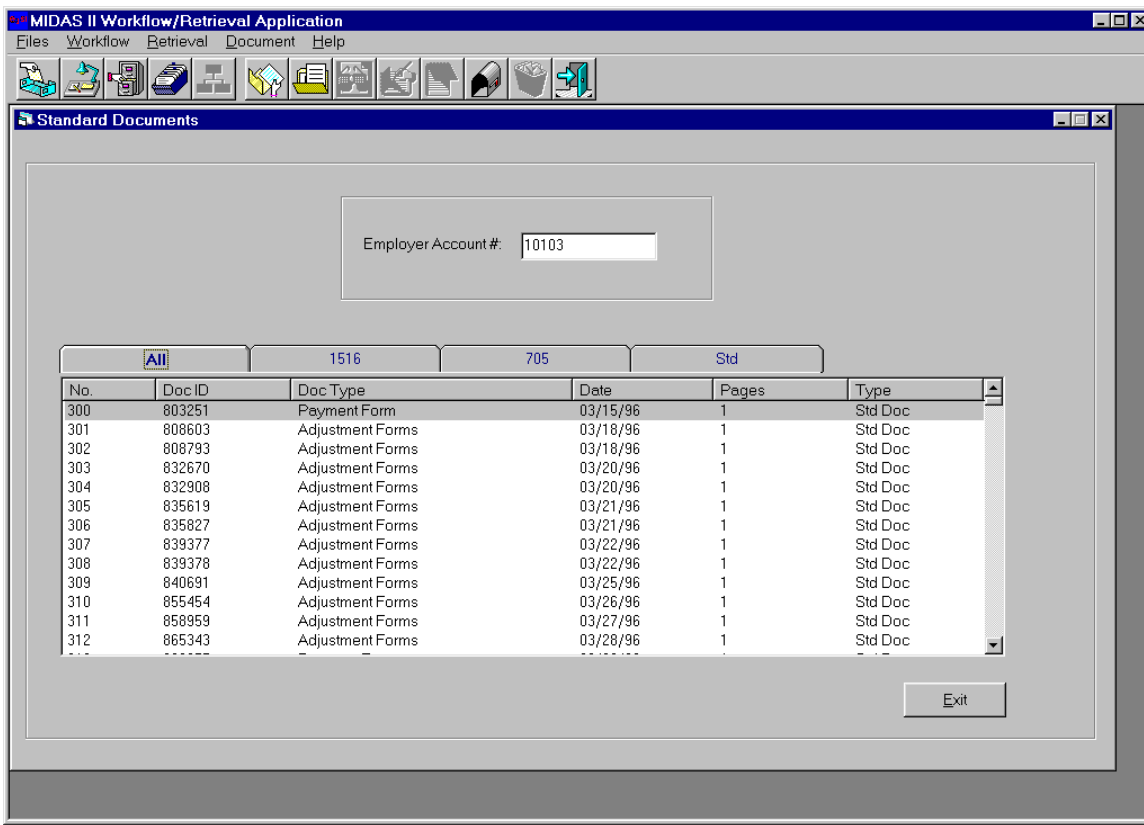 MIDAS II Workflow/Retrieval Application
Files Workflow Retrieval Document Help
Standard Documents
Employer Account #: 10103
All 1516 705 Std
No. Doc ID Doc Type Date Pages Type
300 803251 Payment Form 03/15/96 1 Std Doc
301 808603 Adjustment Forms 03/18/96 1 Std Doc
302 808793 Adjustment Forms 03/18/96 1 Std Doc
303 832670 Adjustment Forms 03/20/96 1 Std Doc
304 832908 Adjustment Forms 03/20/96 1 Std Doc
305 835619 Adjustment Forms 03/21/96 1 Std Doc
306 835827 Adjustment Forms 03/21/96 1 Std Doc
307 839377 Adjustment Forms 03/22/96 1 Std Doc
308 839378 Adjustment Forms 03/22/96 1 Std Doc
309 840691 Adjustment Forms 03/25/96 1 Std Doc
310 855454 Adjustment Forms 03/26/96 1 Std Doc
311 858959 Adjustment Forms 03/27/96 1 Std Doc
312 865343 Adjustment Forms 03/28/96 1 Std Doc
Exit